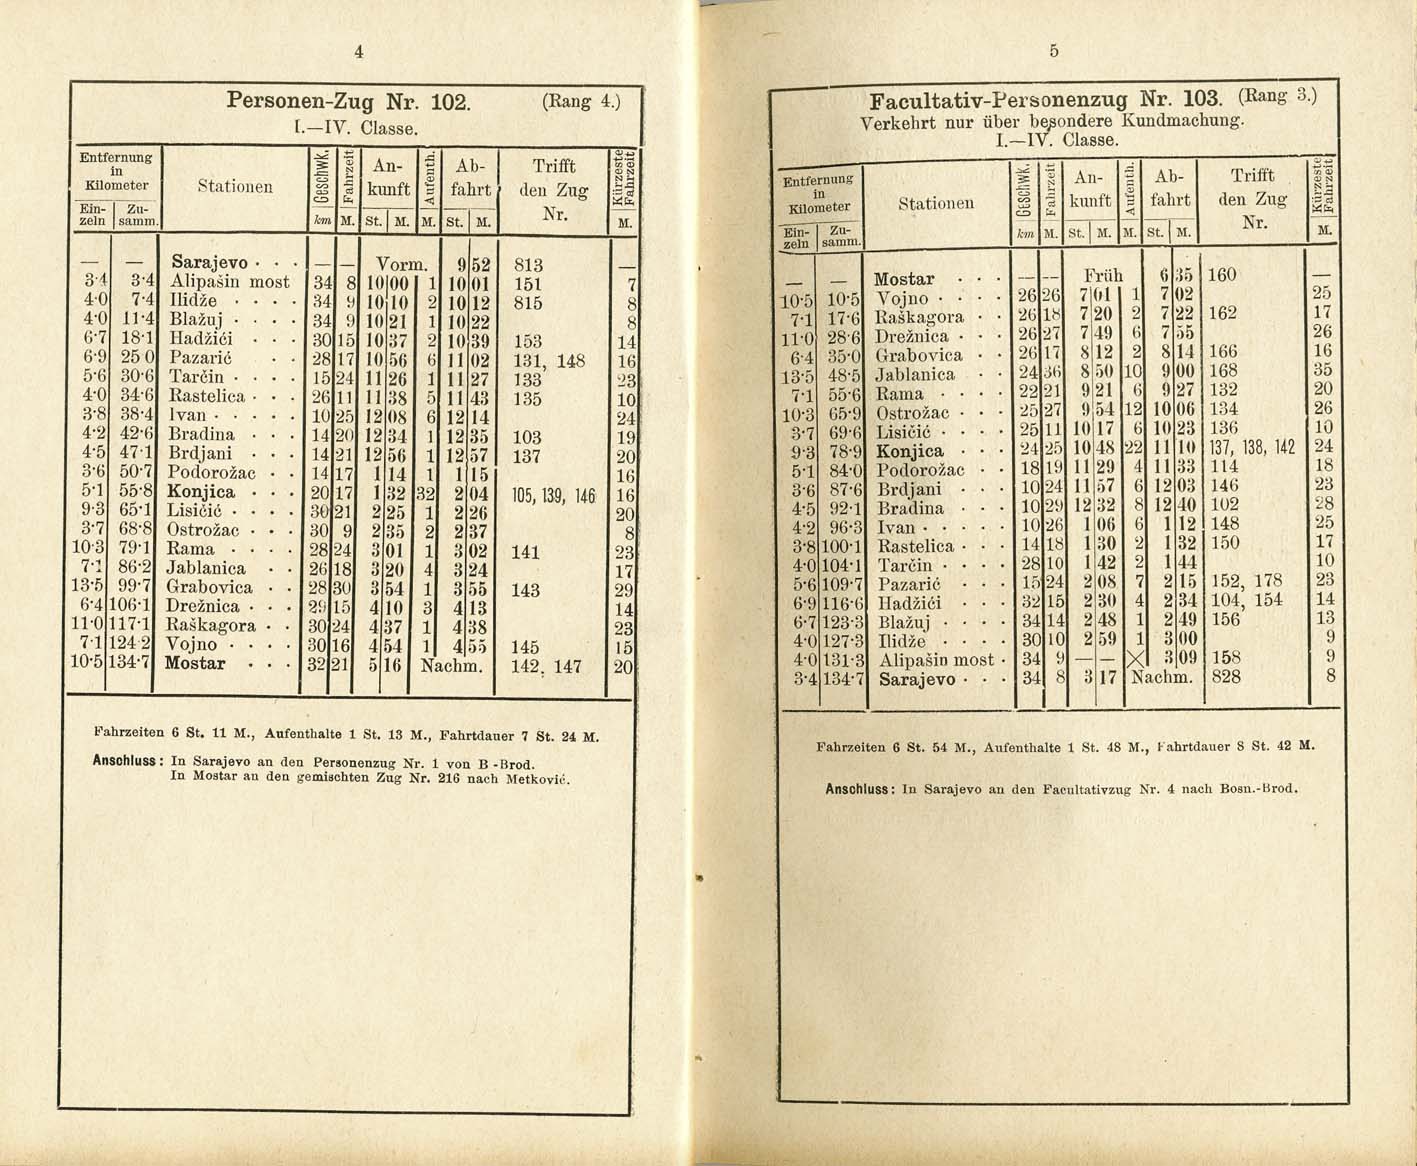 4
Personen-Zug Nr. 102. (Rang 4.)
I.—IV. Classe.
Entfernung in Kilometer Stationen Geschwk. Fahrzeit An-kunft Aufenth. Ab-fahrt Trifft den Zug Nr. Kürzeste Fahrzeit
Ein-zeln Zu-samm. km M. St. M. M. St. M. M.
— — Sarajevo — — Vorm. 9 52 813 —
3·4 3·4 Alipašin most 34 8 10 00 1 10 01 151 7
4·0 7·4 Ilidže 34 9 10 10 2 10 12 815 8
4·0 11·4 Blažuj 34 9 10 21 1 10 22 8
6·7 18·1 Hadžići 30 15 10 37 2 10 39 153 14
6·9 25 0 Pazarić 28 17 10 56 6 11 02 131, 148 16
5·6 30·6 Tarčin 15 24 11 26 1 11 27 133 23
4·0 34·6 Rastelica 26 11 11 38 5 11 43 135 10
3·8 38·4 Ivan 10 25 12 08 6 12 14 24
4·2 42·6 Bradina 14 20 12 34 1 12 35 103 19
4·5 47·1 Brdjani 14 21 12 56 1 12 57 137 20
3·6 50·7 Podorožac 14 17 1 14 1 1 15 16
5·1 55·8 Konjica 20 17 1 32 32 2 04 105, 139, 146 16
9·3 65·1 Lisičić 30 21 2 25 1 2 26 20
3·7 68·8 Ostrožac 30 9 2 35 2 2 37 8
10·3 79·1 Rama 28 24 3 01 1 3 02 141 23
7·1 86·2 Jablanica 26 18 3 20 4 3 24 17
13·5 99·7 Grabovica 28 30 3 54 1 3 55 143 29
6·4 106·1 Drežnica 29 15 4 10 3 4 13 14
11·0 117·1 Raškagora 30 24 4 37 1 4 38 23
7·1 124 2 Vojno 30 16 4 54 1 4 55 145 15
10·5 134·7 Mostar 32 21 5 16 Nachm. 142, 147 20
Fahrzeiten 6 St. 11 M., Aufenthalte 1 St. 13 M., Fahrtdauer 7 St. 24 M.
Anschluss: In Sarajevo an den Personenzug Nr. 1 von B -Brod.
In Mostar an den gemischten Zug Nr. 216 nach Metković.
5
Facultativ-Personenzug Nr. 103. (Rang 3.)
Verkehrt nur über besondere Kundmachung.
I.—IV. Classe.
Entfernung in Kilometer Stationen Geschwk. Fahrzeit An-kunft Aufenth. Ab-fahrt Trifft den Zug Nr. Kürzeste Fahrzeit
Ein-zeln Zu-samm. km M. St. M. M. St. M. M.
— — Mostar — — Früh 6 35 160 —
10·5 10·5 Vojno 26 26 7 01 1 7 02 25
7·1 17·6 Raškagora 26 18 7 20 2 7 22 162 17
11·0 28·6 Drežnica 26 27 7 49 6 7 55 26
6·4 35·0 Grabovica 26 17 8 12 2 8 14 166 16
13·5 48·5 Jablanica 24 36 8 50 10 9 00 168 35
7·1 55·6 Rama 22 21 9 21 6 9 27 132 20
10·3 65·9 Ostrožac 25 27 9 54 12 10 06 134 26
3·7 69·6 Lisičić 25 11 10 17 6 10 23 136 10
9·3 78·9 Konjica 24 25 10 48 22 11 10 137, 138, 142 24
5·1 84·0 Podorožac 18 19 11 29 4 11 33 114 18
3·6 87·6 Brdjani 10 24 11 57 6 12 03 146 23
4·5 92·1 Bradina 10 29 12 32 8 12 40 102 28
4·2 96·3 Ivan 10 26 1 06 6 1 12 148 25
3·8 100·1 Rastelica 14 18 1 30 2 1 32 150 17
4·0 104·1 Tarčin 28 10 1 42 2 1 44 10
5·6 109·7 Pazarić 15 24 2 08 7 2 15 152, 178 23
6·9 116·6 Hadžići 32 15 2 30 4 2 34 104, 154 14
6·7 123·3 Blažuj 34 14 2 48 1 2 49 156 13
4·0 127·3 Ilidže 30 10 2 59 1 3 00 9
4·0 131·3 Alipašin most 34 9 — — X 3 09 158 9
3·4 134·7 Sarajevo 34 8 3 17 Nachm. 828 8
Fahrzeiten 6 St. 54 M., Aufenthalte 1 St. 48 M., Fahrtdauer 8 St. 42 M.
Anschluss: In Sarajevo an den Facultativzug Nr. 4 nach Bosn.-Brod.